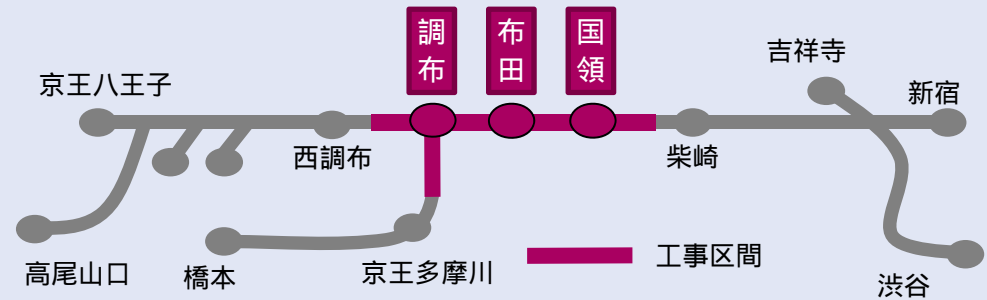 調布
布田
国領
吉祥寺
京王八王子
新宿
西調布
柴崎
高尾山口
橋本
京王多摩川
工事区間
渋谷